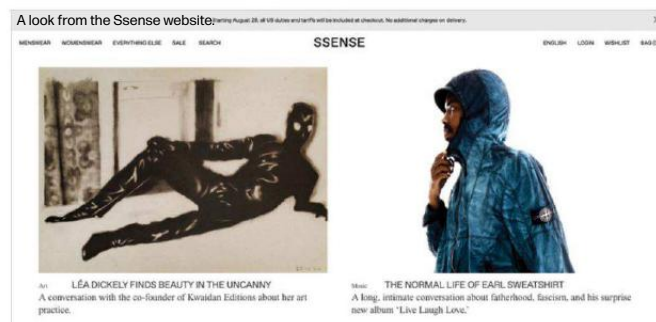 A look from the Ssense website.
Starting August 29, all US duties and tariffs will be included at checkout. No additional charges on delivery.
MENSWEAR WOMENSWEAR EVERYTHING ELSE SALE SEARCH SSENSE ENGLISH LOGIN WISHLIST
Art LÉA DICKELY FINDS BEAUTY IN THE UNCANNY
A conversation with the co-founder of Kwaidan Editions about her art
practice.
Music THE NORMAL LIFE OF EARL SWEATSHIRT
A long, intimate conversation about fatherhood, fascism, and his surprise
new album ‘Live Laugh Love.’